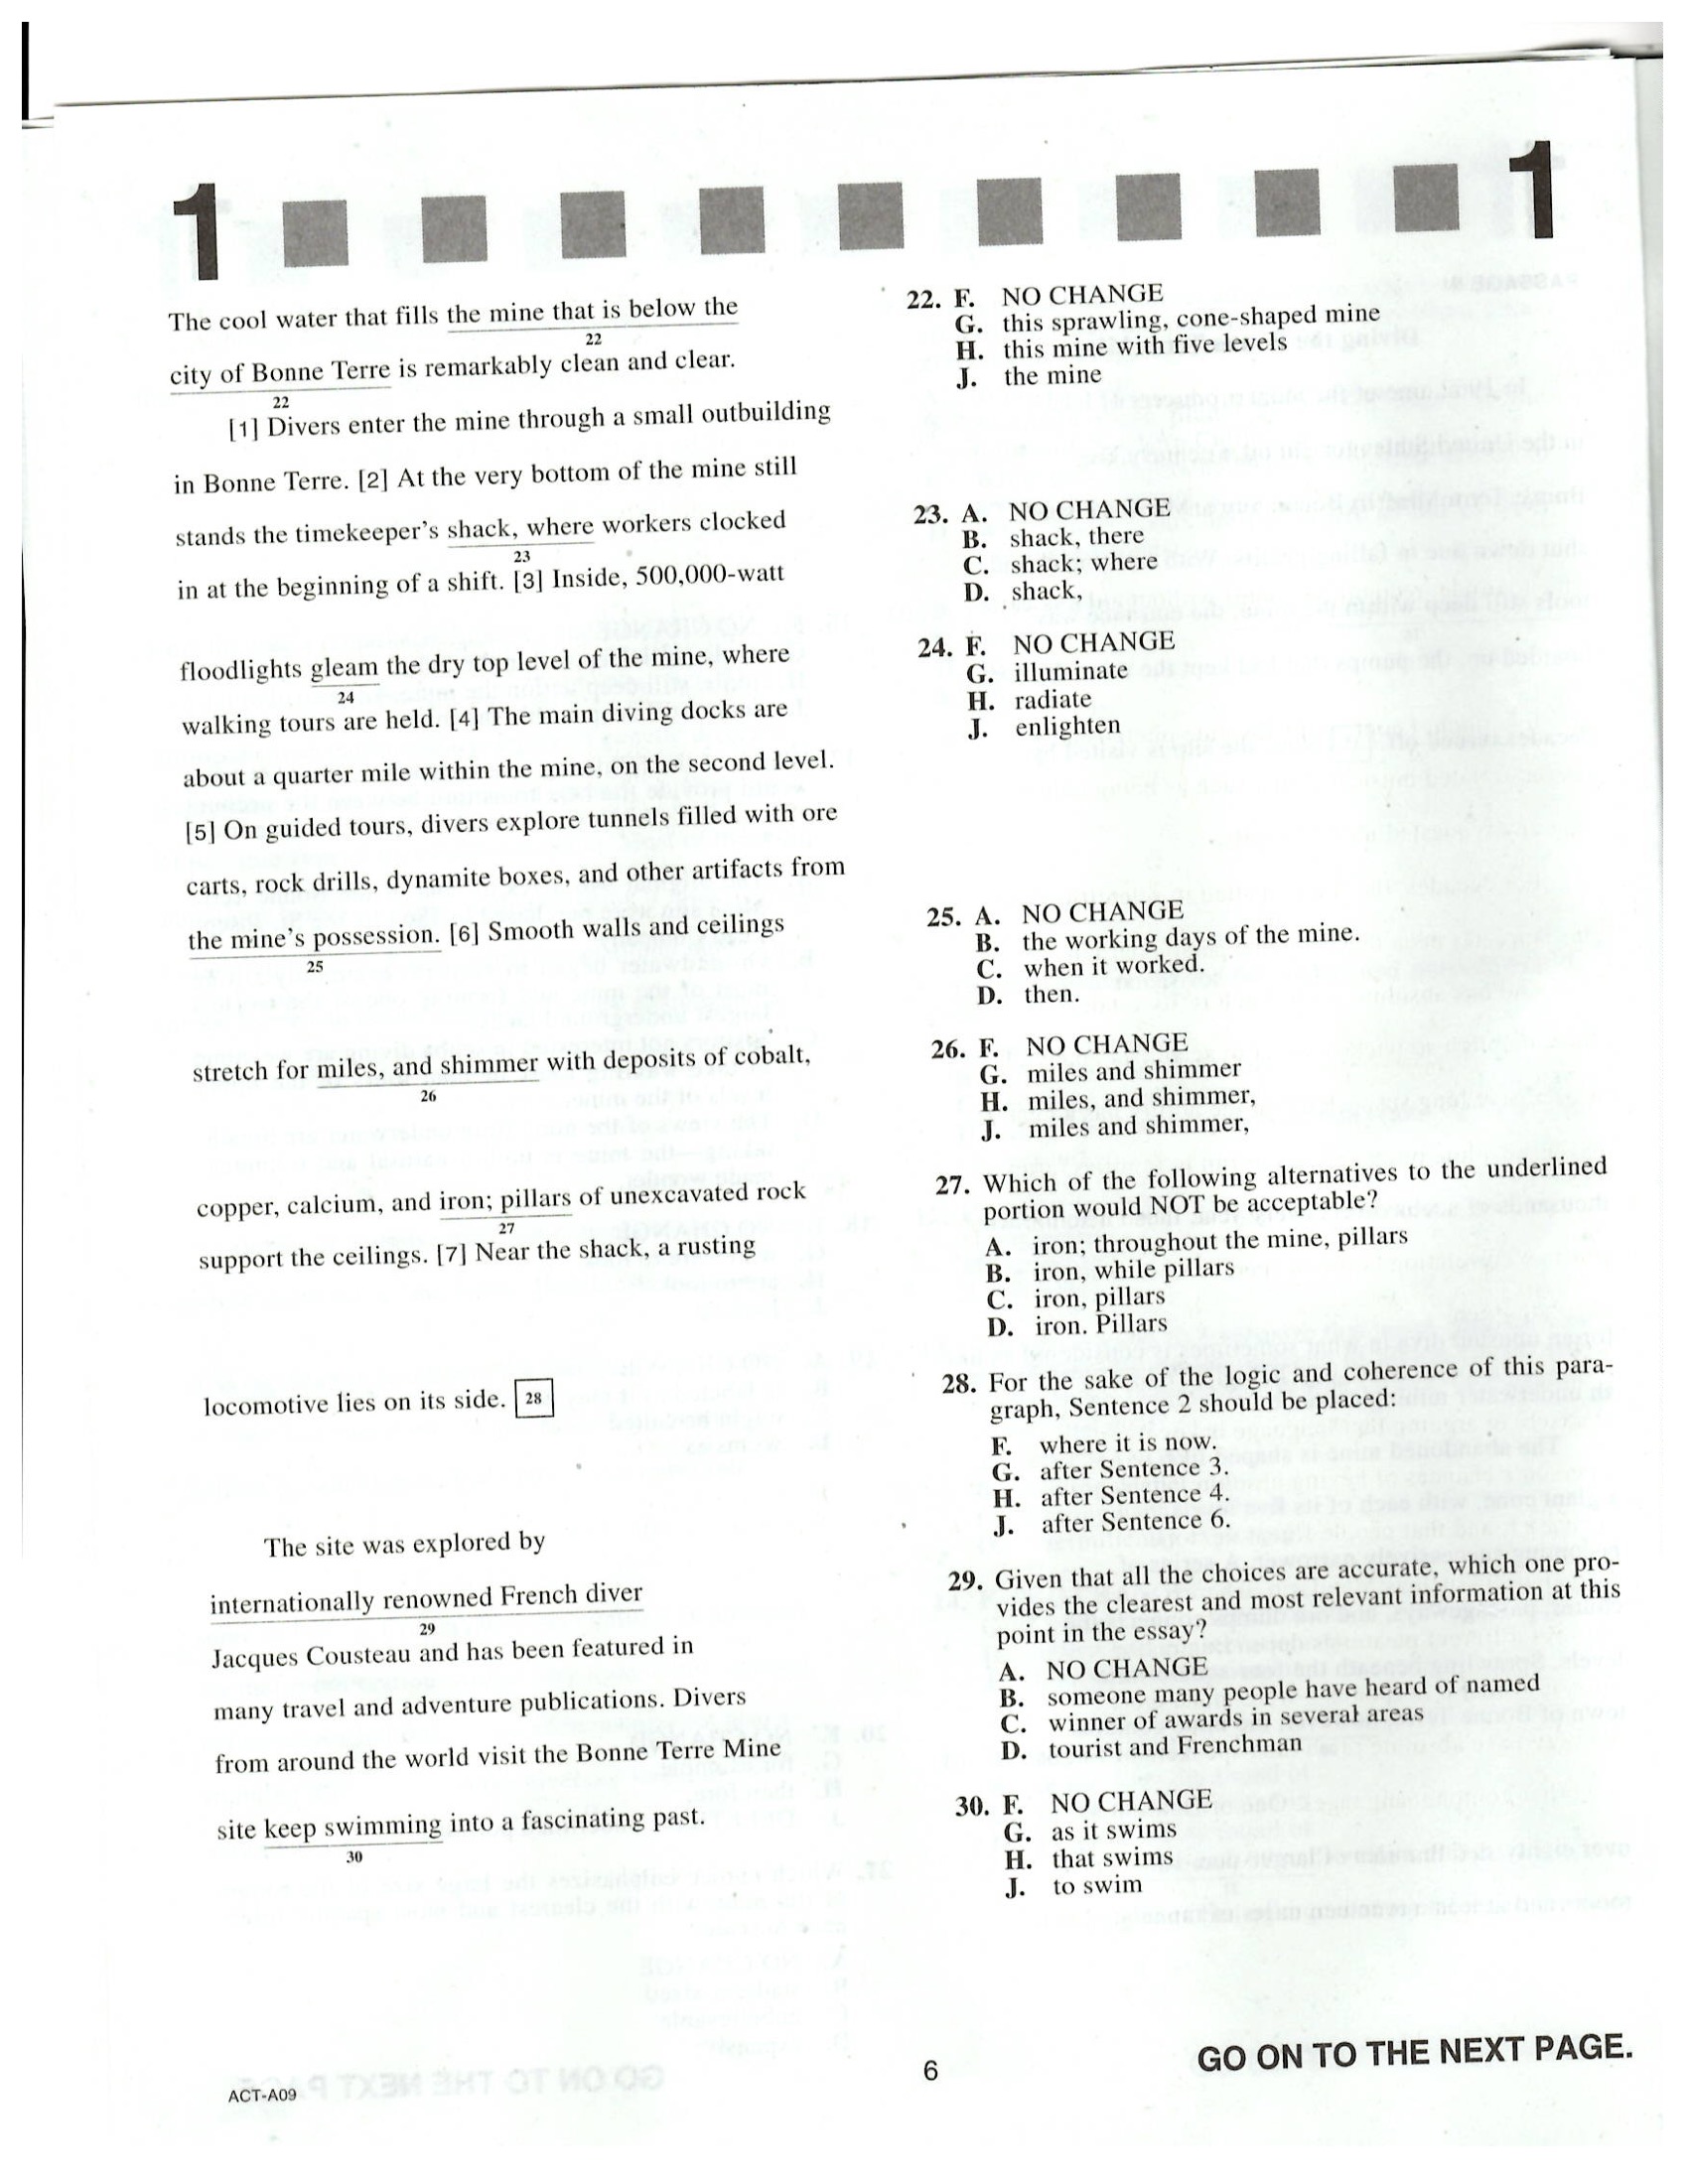 1 1
The cool water that fills the mine that is below the
22
city of Bonne Terre is remarkably clean and clear.
22
[1] Divers enter the mine through a small outbuilding
in Bonne Terre. [2] At the very bottom of the mine still
stands the timekeeper's shack, where workers clocked
23
in at the beginning of a shift. [3] Inside, 500,000-watt
floodlights gleam the dry top level of the mine, where
24
walking tours are held. [4] The main diving docks are
about a quarter mile within the mine, on the second level.
[5] On guided tours, divers explore tunnels filled with ore
carts, rock drills, dynamite boxes, and other artifacts from
the mine's possession. [6] Smooth walls and ceilings
25
stretch for miles, and shimmer with deposits of cobalt,
26
copper, calcium, and iron; pillars of unexcavated rock
27
support the ceilings. [7] Near the shack, a rusting
locomotive lies on its side. 28
The site was explored by
internationally renowned French diver
29
Jacques Cousteau and has been featured in
many travel and adventure publications. Divers
from around the world visit the Bonne Terre Mine
site keep swimming into a fascinating past.
30
22. F. NO CHANGE
G. this sprawling, cone-shaped mine
H. this mine with five levels
J. the mine
23. A. NO CHANGE
B. shack, there
C. shack; where
D. shack,
24. F. NO CHANGE
G. illuminate
H. radiate
J. enlighten
25. A. NO CHANGE
B. the working days of the mine.
C. when it worked.
D. then.
26. F. NO CHANGE
G. miles and shimmer
H. miles, and shimmer,
J. miles and shimmer,
27. Which of the following alternatives to the underlined
portion would NOT be acceptable?
A. iron; throughout the mine, pillars
B. iron, while pillars
C. iron, pillars
D. iron. Pillars
28. For the sake of the logic and coherence of this para-
graph, Sentence 2 should be placed:
F. where it is now.
G. after Sentence 3.
H. after Sentence 4.
J. after Sentence 6.
29. Given that all the choices are accurate, which one pro-
vides the clearest and most relevant information at this
point in the essay?
A. NO CHANGE
B. someone many people have heard of named
C. winner of awards in several areas
D. tourist and Frenchman
30. F. NO CHANGE
G. as it swims
H. that swims
J. to swim
ACT-A09
6
GO ON TO THE NEXT PAGE.